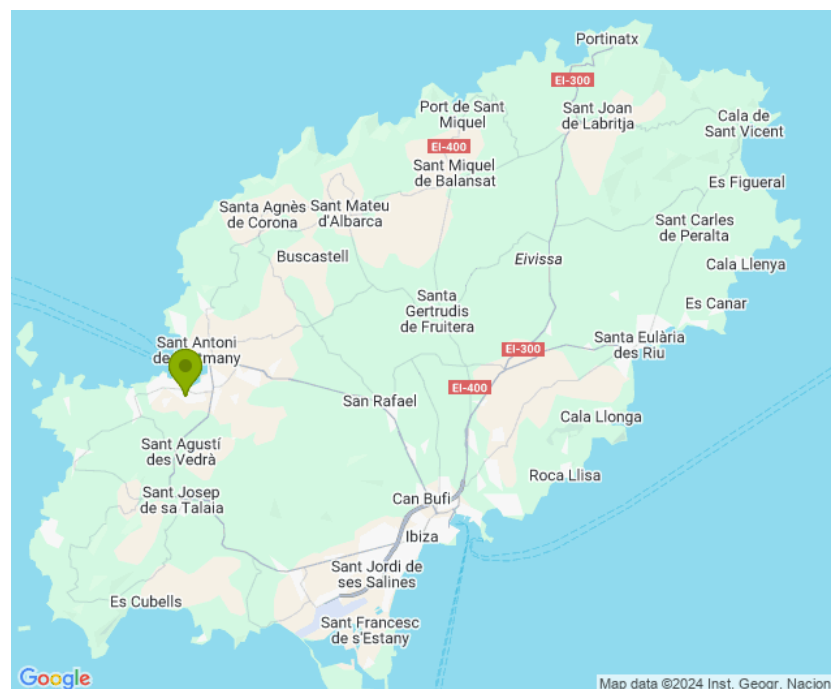 Portinatx
EI-300
Port de Sant
Miquel
Sant Joan
de Labritja
Cala de
Sant Vicent
EI-400
Sant Miquel
de Balansat
Es Figueral
Santa Agnès
de Corona
Sant Mateu
d'Albarca
Sant Carles
de Peralta
Buscastell
Eivissa
Cala Llenya
Santa
Gertrudis
de Fruitera
Es Canar
Sant Antoni
de
tmany
Santa Eulària
des Riu
EI-300
EI-400
San Rafael
Cala Llonga
Sant Agustí
des Vedrà
Roca Llisa
Sant Josep
de sa Talaia
Can Bufi
Ibiza
Sant Jordi de
ses Salines
Es Cubells
Sant Francesc
de s'Estany
Google
Map data ©2024 Inst. Geogr. Nacion